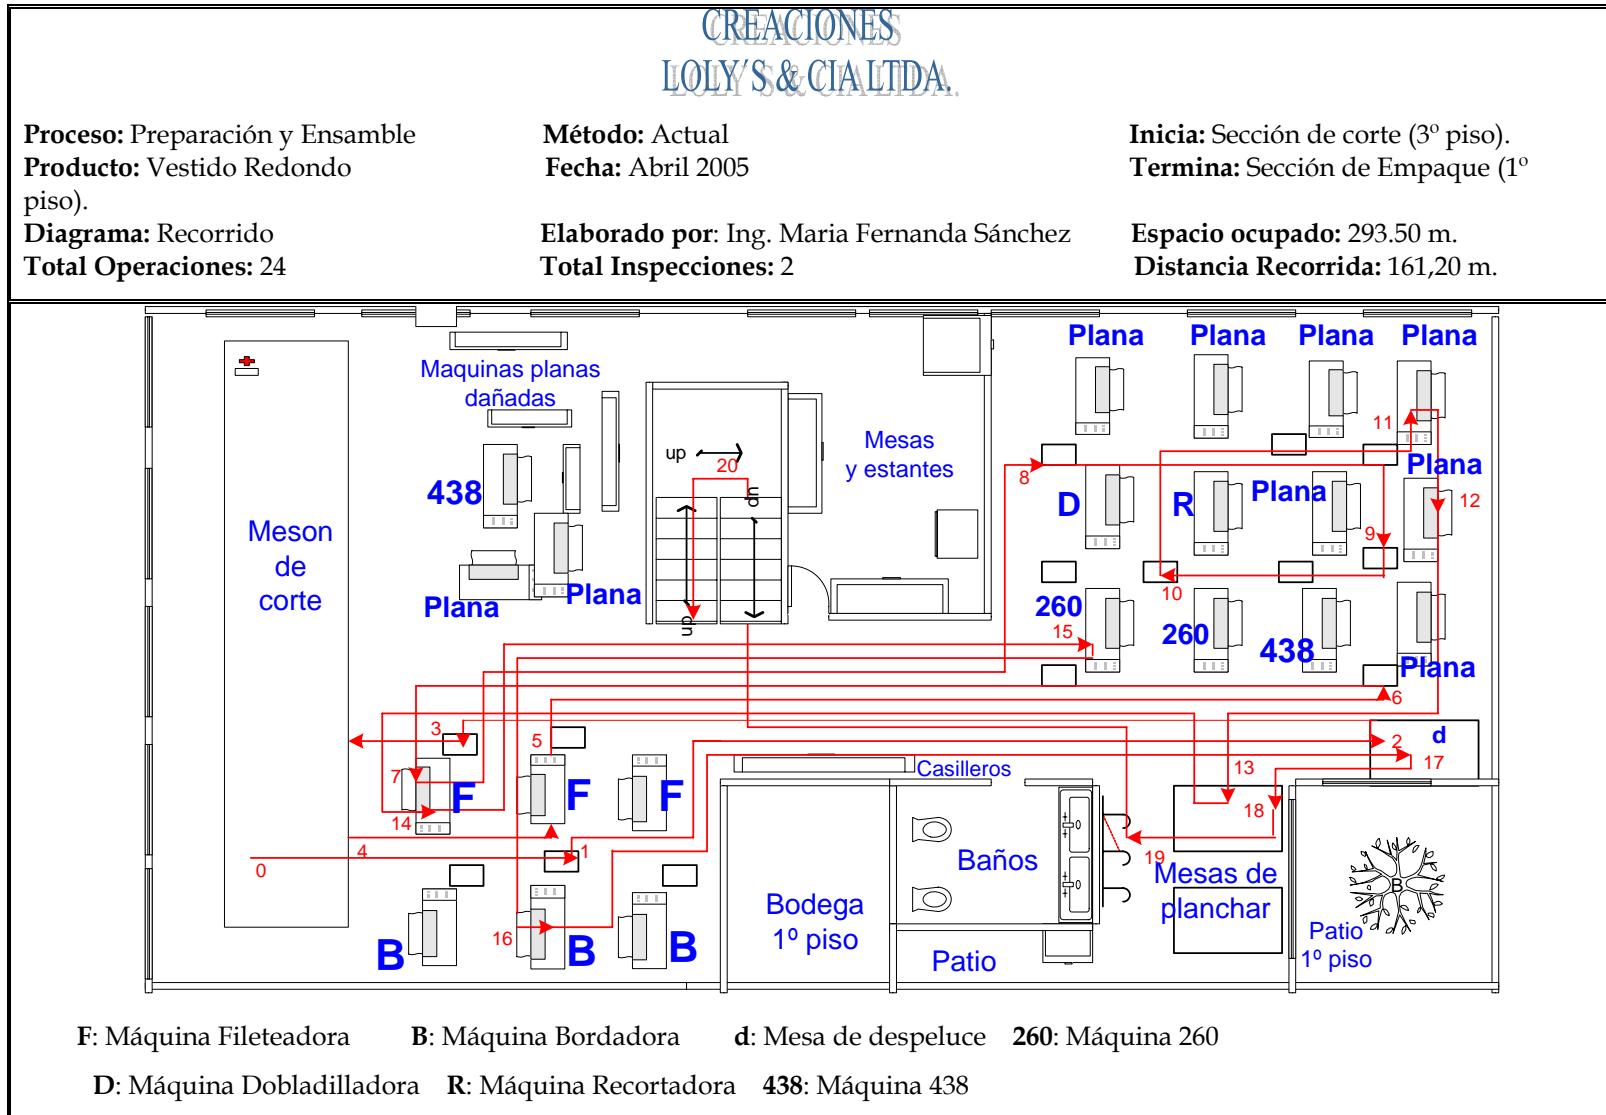 CREACIONES
LOLY´S & CIA LTDA.
Proceso: Preparación y Ensamble Método: Actual Inicia: Sección de corte (3º piso).
Producto: Vestido Redondo Fecha: Abril 2005 Termina: Sección de Empaque (1º
piso).
Diagrama: Recorrido Elaborado por: Ing. Maria Fernanda Sánchez Espacio ocupado: 293.50 m.
Total Operaciones: 24 Total Inspecciones: 2 Distancia Recorrida: 161,20 m.
Plana Plana Plana Plana
Maquinas planas
dañadas
11
Mesas
y estantes
up
20
8
Plana
438
up
D
R
Plana
12
Meson
de
corte
9
10
Plana
Plana
dn
260
15
260
438
Plana
6
3
5
2
d
17
7
F
F
F
Casilleros
13
14
18
0
4
1
Baños
19
Mesas de
planchar
B
Bodega
1º piso
16
B
B
B
Patio
Patio
1º piso
F: Máquina Fileteadora B: Máquina Bordadora d: Mesa de despeluce 260: Máquina 260
D: Máquina Dobladilladora R: Máquina Recortadora 438: Máquina 438